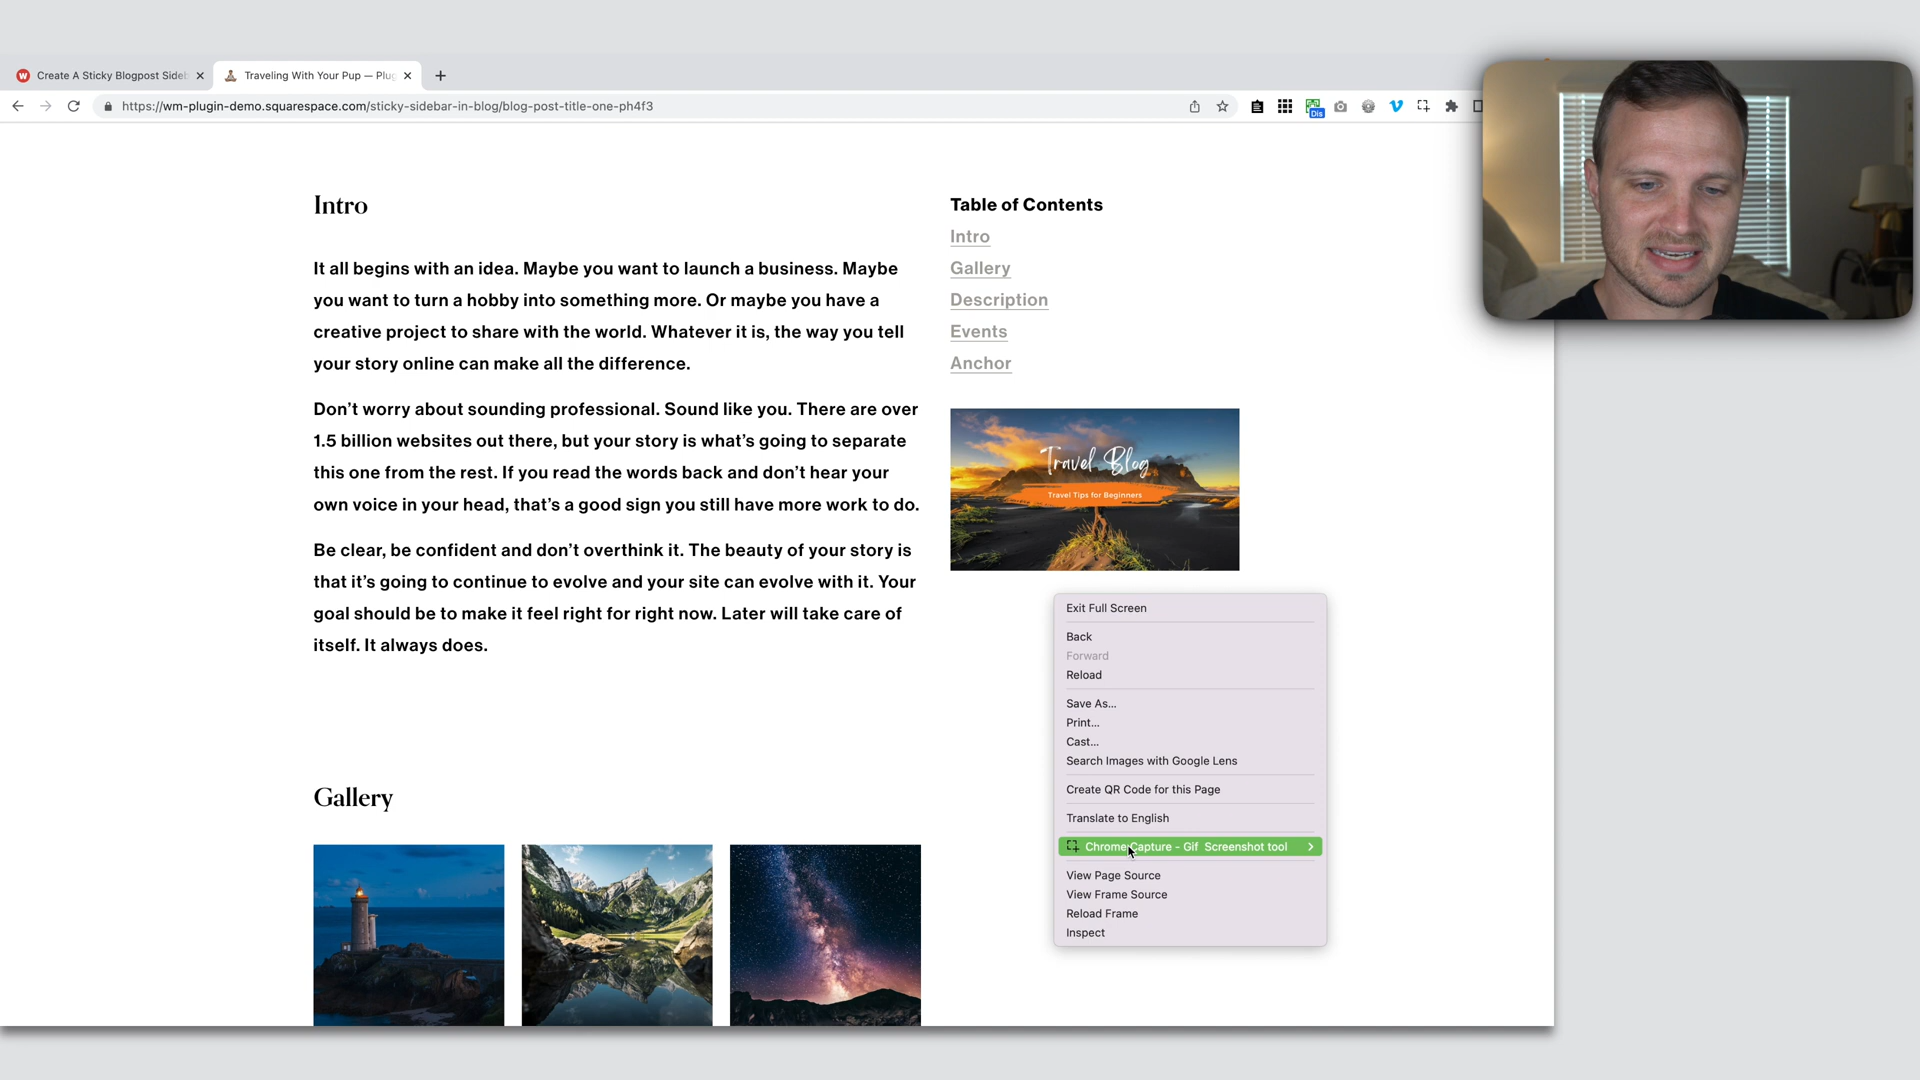 Create A Sticky Blogpost Sideb
Traveling With Your Pup — Plug
https://wm-plugin-demo.squarespace.com/sticky-sidebar-in-blog/blog-post-title-one-ph4f3
Dis
Intro
It all begins with an idea. Maybe you want to launch a business. Maybe
you want to turn a hobby into something more. Or maybe you have a
creative project to share with the world. Whatever it is, the way you tell
your story online can make all the difference.
Don’t worry about sounding professional. Sound like you. There are over
1.5 billion websites out there, but your story is what’s going to separate
this one from the rest. If you read the words back and don’t hear your
own voice in your head, that’s a good sign you still have more work to do.
Be clear, be confident and don’t overthink it. The beauty of your story is
that it’s going to continue to evolve and your site can evolve with it. Your
goal should be to make it feel right for right now. Later will take care of
itself. It always does.
Gallery
Table of Contents
Intro
Gallery
Description
Events
Anchor
Travel Blog
Travel Tips for Beginners
Exit Full Screen
Back
Forward
Reload
Save As...
Print...
Cast...
Search Images with Google Lens
Create QR Code for this Page
Translate to English
Chrome Capture - Gif Screenshot tool
View Page Source
View Frame Source
Reload Frame
Inspect